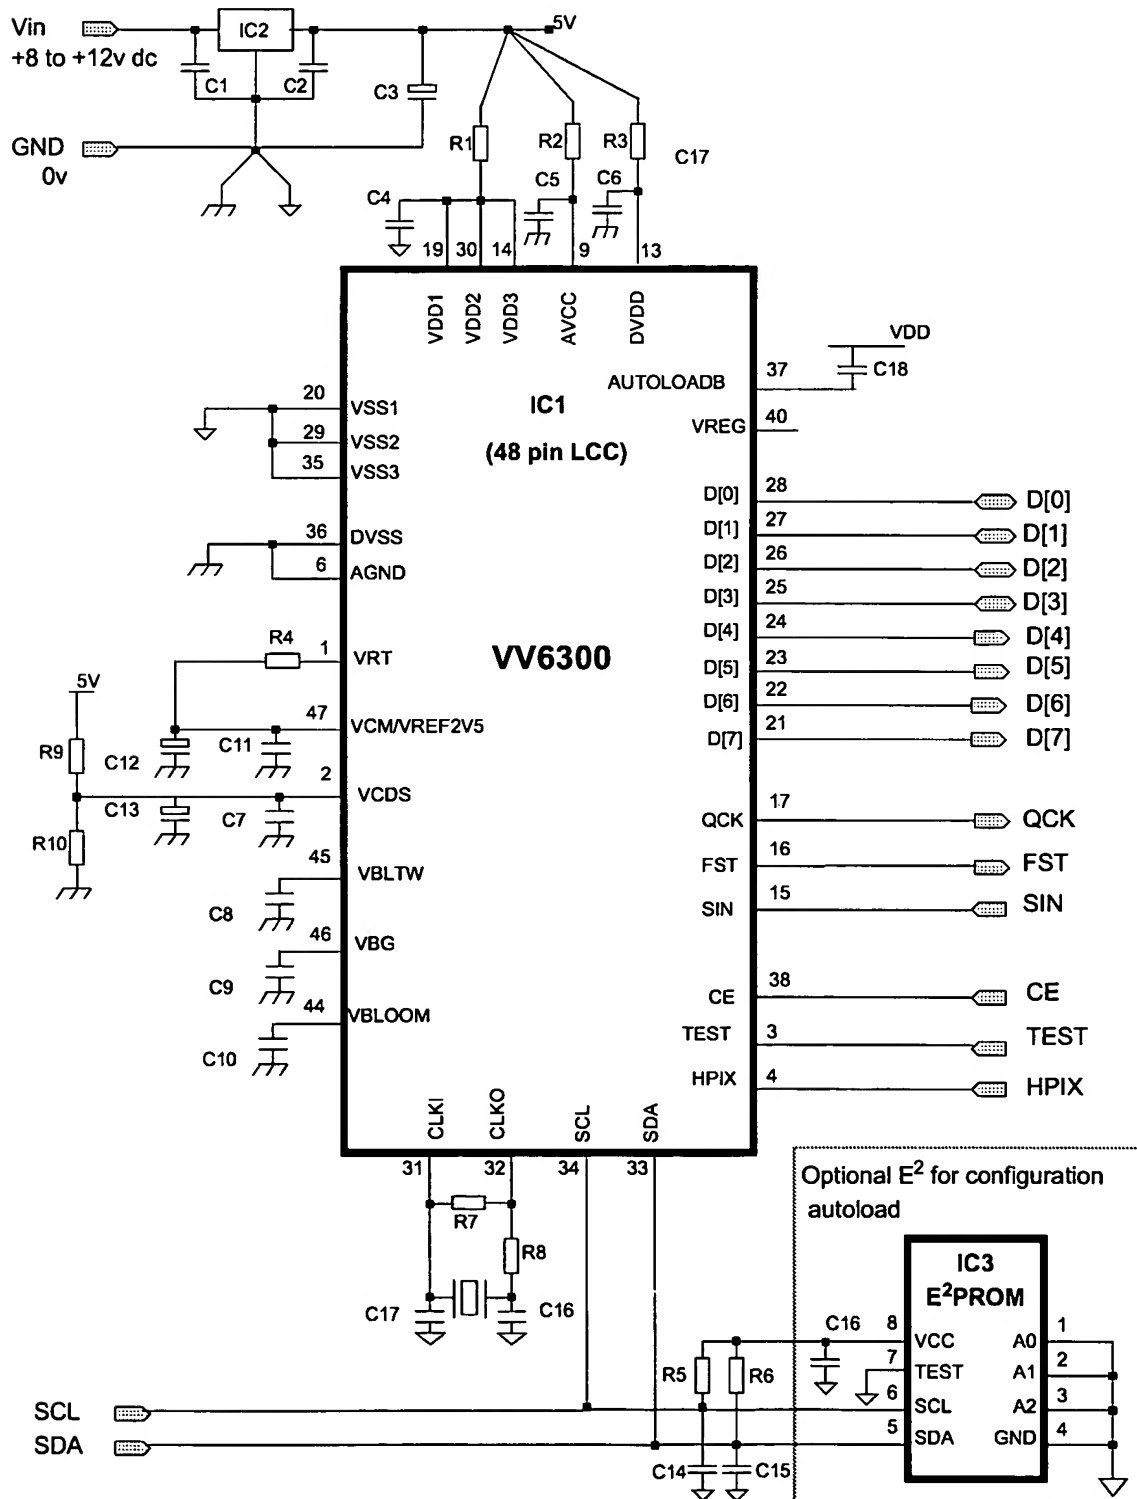 Vin
+8 to +12v dc
IC2
5V
C1
C2
C3
GND
0v
R1
R2
R3
C17
C4
C5
C6
19
30
14
9
13
VDD1
VDD2
VDD3
AVCC
DVDD
VDD
C18
37
AUTOLOADB
IC1
(48 pin LCC)
40
VREG
20
VSS1
29
VSS2
35
VSS3
36
DVSS
6
AGND
28
D[0]
D[0]
27
D[1]
D[1]
26
D[2]
D[2]
25
D[3]
D[3]
24
D[4]
D[4]
23
D[5]
D[5]
22
D[6]
D[6]
21
D[7]
D[7]
VV6300
R4
1
VRT
5V
47
VCM/VREF2V5
R9
C12
C11
2
VCDS
C13
C7
R10
45
VBLTW
C8
46
VBG
C9
44
VBLOOM
C10
17
QCK
QCK
16
FST
FST
15
SIN
SIN
38
CE
CE
3
TEST
TEST
4
HPIX
HPIX
CLKI
CLKO
SCL
SDA
31
32
34
33
R7
R8
C17
C16
Optional E2 for configuration
autoload
IC3
E2PROM
C16
8
VCC
A0
1
7
TEST
A1
2
6
SCL
A2
3
5
SDA
GND
4
R5
R6
SCL
SDA
C14
C15